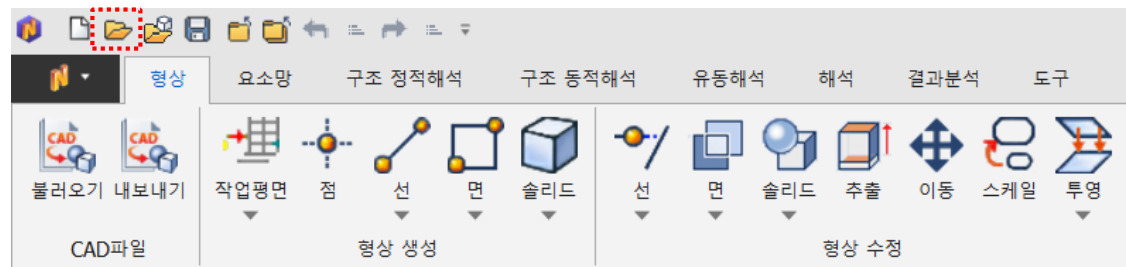 형상 요소망 구조 정적해석 구조 동적해석 유동해석 해석 결과분석 도구
CAD CAD
불러오기 내보내기 작업평면 점 선 면 솔리드 선 면 솔리드 추출 이동 스케일 투영
CAD파일 형상 생성 형상 수정